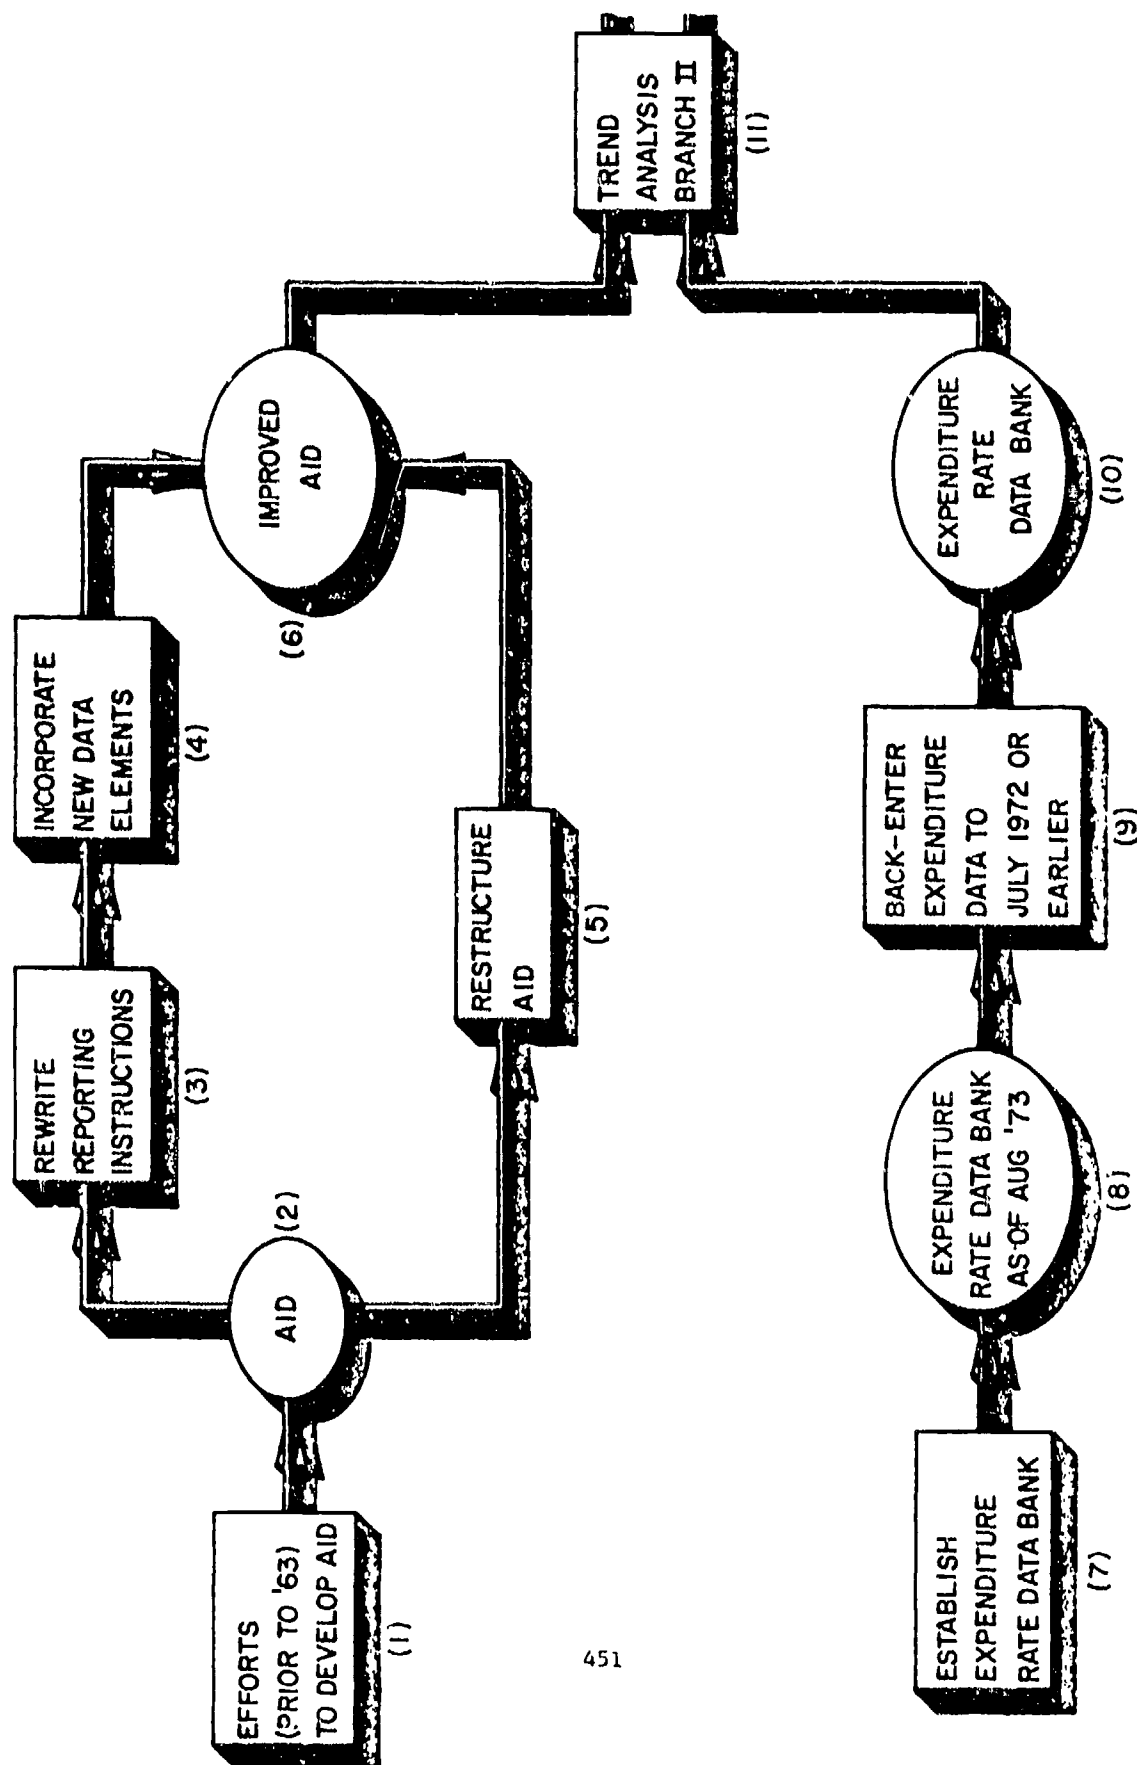 EFFORTS
(PRIOR TO '63)
TO DEVELOP AID
(1)
AID
(2)
REWRITE
REPORTING
INSTRUCTIONS
(3)
INCORPORATE
NEW DATA
ELEMENTS
(4)
RESTRUCTURE
AID
(5)
IMPROVED
AID
(6)
ESTABLISH
EXPENDITURE
RATE DATA BANK
(7)
EXPENDITURE
RATE DATA BANK
AS OF AUG '73
(8)
BACK-ENTER
EXPENDITURE
DATA TO
JULY 1972 OR
EARLIER
(9)
EXPENDITURE
RATE
DATA BANK
(10)
TREND
ANALYSIS
BRANCH II
(11)
451